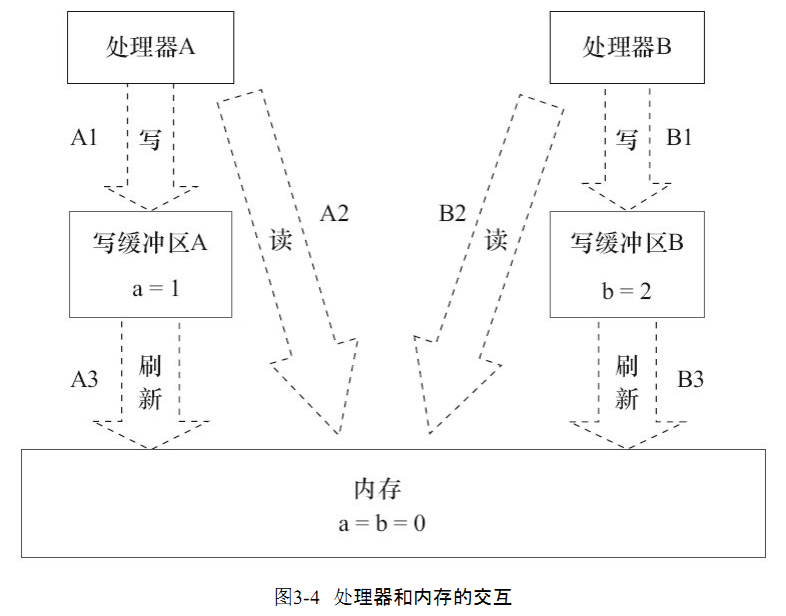 处理器A
处理器B
A1
写
写
B1
A2
B2
读
读
写缓冲区A
a = 1
写缓冲区B
b = 2
A3
刷
新
刷
新
B3
内存
a = b = 0
图3-4 处理器和内存的交互